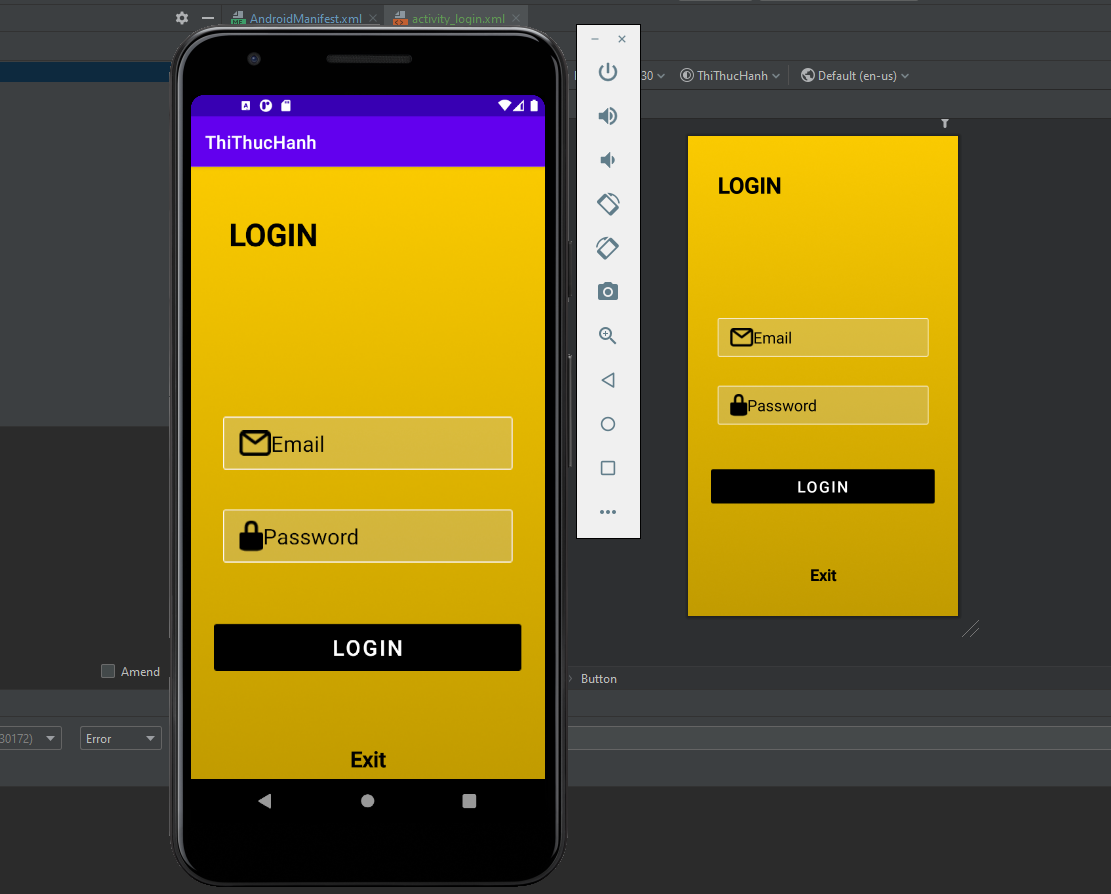 AndroidManifest.xml
activity_login.xml
30
ThiThucHanh
Default (en-us)
ThiThucHanh
LOGIN
Email
Password
LOGIN
Exit
LOGIN
Email
Password
LOGIN
Exit
Amend
Button
30172)
Error